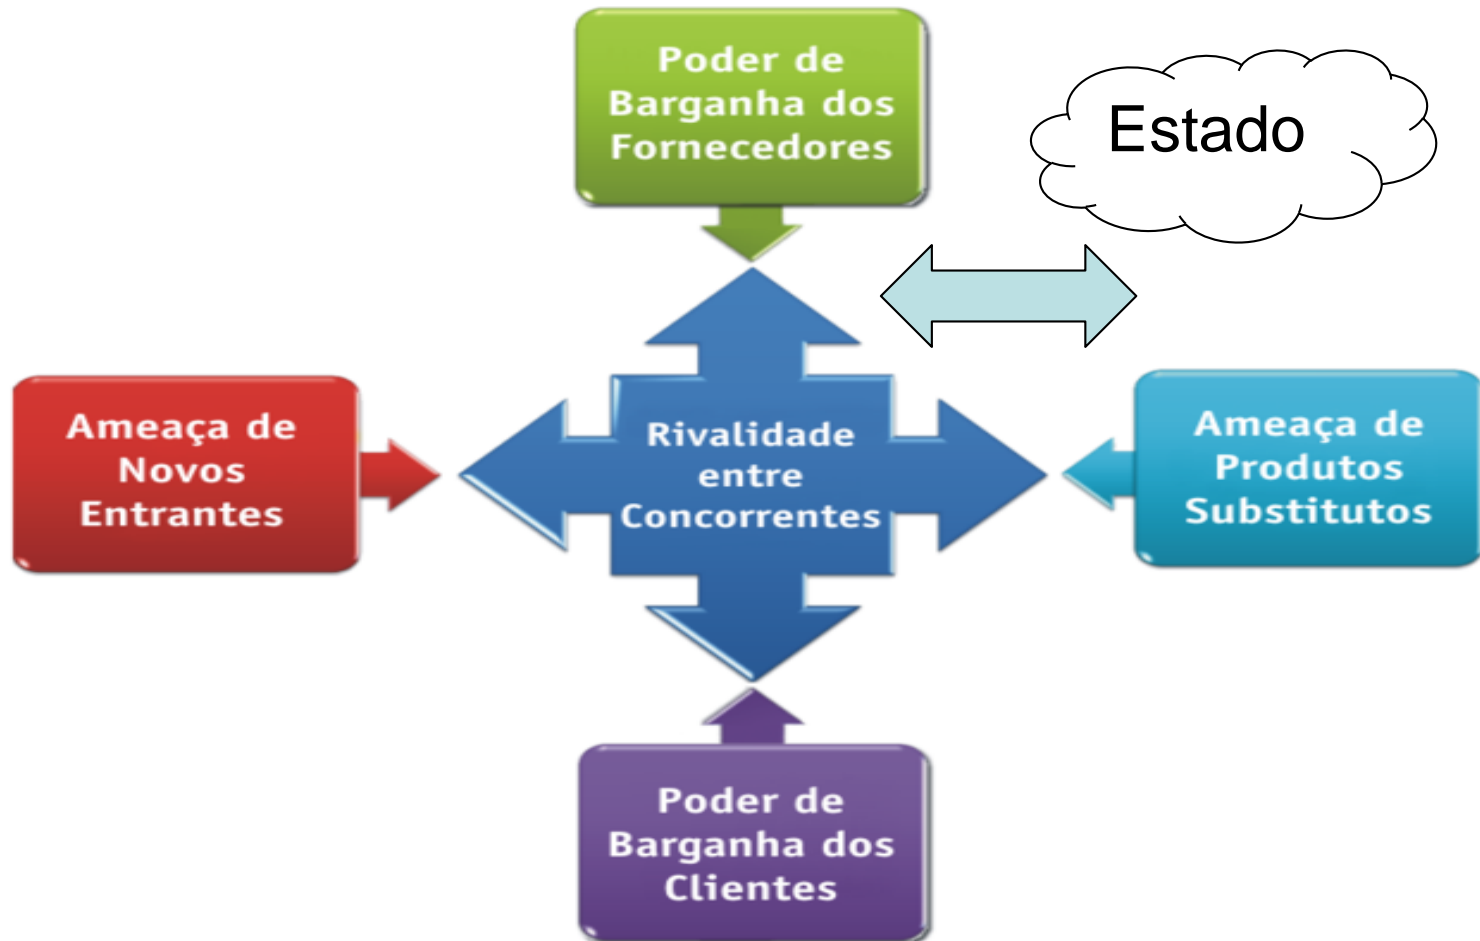 Poder de
Barganha dos
Fornecedores
Estado
Ameaça de
Novos
Entrantes
Rivalidade
entre
Concorrentes
Ameaça de
Produtos
Substitutos
Poder de
Barganha dos
Clientes